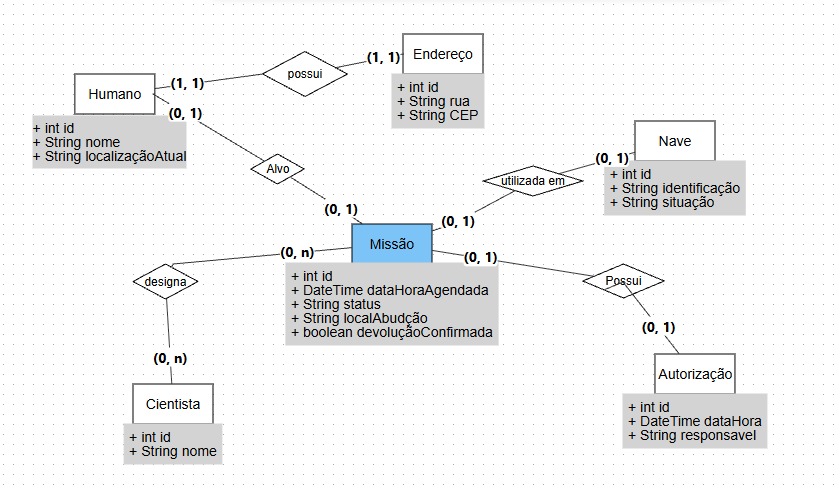 Endereço
(1, 1)
possui
(1, 1)
Humano
+ int id
+ String rua
+ String CEP
(0, 1)
+ int id
+ String nome
+ String localizaçãoAtual
Nave
(0, 1)
Alvo
utilizada em
+ int id
+ String identificação
+ String situação
(0, 1)
(0, 1)
Missão
(0, n)
(0, 1)
designa
+ int id
+ DateTime dataHoraAgendada
+ String status
+ String localAbudção
+ boolean devoluçãoConfirmada
Possui
(0, 1)
(0, n)
Autorização
Cientista
+ int id
+ DateTime dataHora
+ String responsavel
+ int id
+ String nome